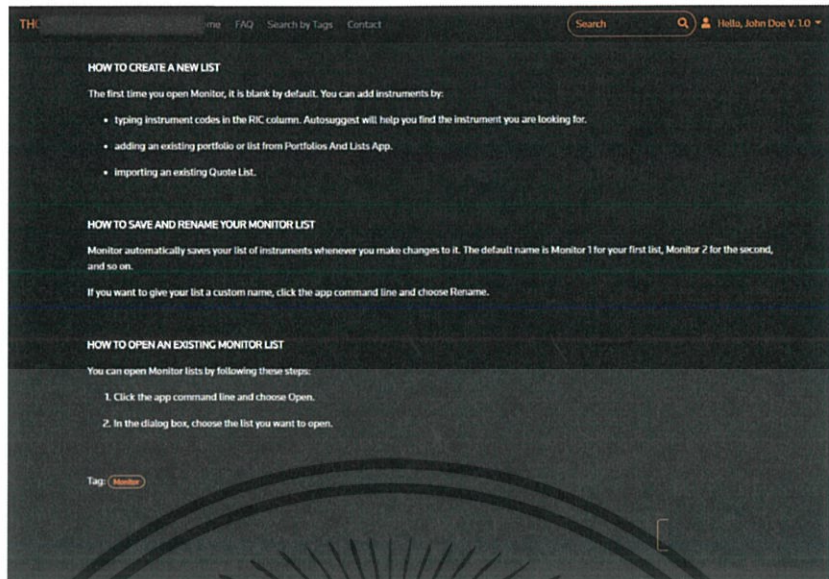 TH
me FAQ Search by Tags Contact Search Hello, John Doe V. 1.0
HOW TO CREATE A NEW LIST
The first time you open Monitor, it is blank by default. You can add instruments by:
• typing instrument codes in the RIC column. Autosuggest will help you find the instrument you are looking for.
• adding an existing portfolio or list from Portfolios And Lists App.
• importing an existing Quote List.
HOW TO SAVE AND RENAME YOUR MONITOR LIST
Monitor automatically saves your list of instruments whenever you make changes to it. The default name is Monitor 1 for your first list, Monitor 2 for the second,
and so on.
If you want to give your list a custom name, click the app command line and choose Rename.
HOW TO OPEN AN EXISTING MONITOR LIST
You can open Monitor lists by following these steps:
1. Click the app command line and choose Open.
2. In the dialog box, choose the list you want to open.
Tag: Monitor